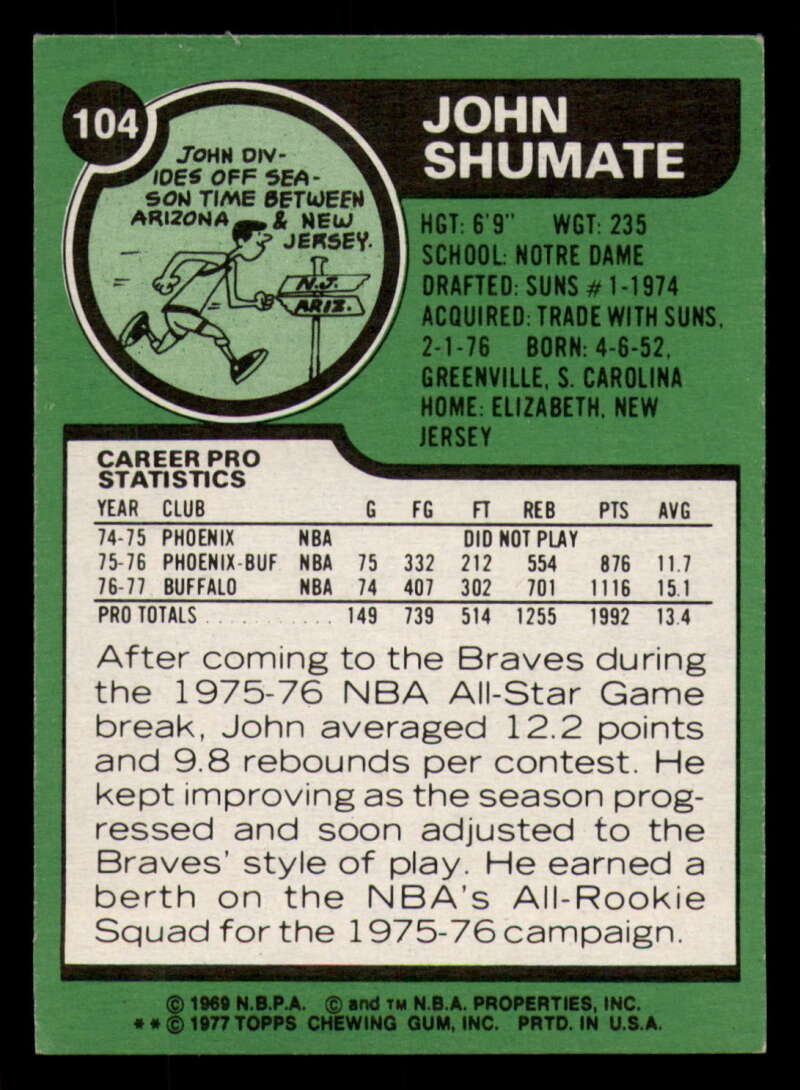 104
JOHN DIV-
IDES OFF SEA-
SON TIME BETWEEN
ARIZONA & NEW
JERSEY.
N.J.
ARIZ.
JOHN
SHUMATE
HGT: 6'9" WGT: 235
SCHOOL: NOTRE DAME
DRAFTED: SUNS #1-1974
ACQUIRED: TRADE WITH SUNS,
2-1-76 BORN: 4-6-52,
GREENVILLE, S. CAROLINA
HOME: ELIZABETH, NEW
JERSEY
CAREER PRO
STATISTICS
YEAR CLUB G FG FT REB PTS AVG
74-75 PHOENIX NBA DID NOT PLAY
75-76 PHOENIX-BUF NBA 75 332 212 554 876 11.7
76-77 BUFFALO NBA 74 407 302 701 1116 15.1
PRO TOTALS . . . . . . . . . . . 149 739 514 1255 1992 13.4
After coming to the Braves during
the 1975-76 NBA All-Star Game
break, John averaged 12.2 points
and 9.8 rebounds per contest. He
kept improving as the season prog-
ressed and soon adjusted to the
Braves' style of play. He earned a
berth on the NBA's All-Rookie
Squad for the 1975-76 campaign.
© 1969 N.B.P.A. © and TM N.B.A. PROPERTIES, INC.
**© 1977 TOPPS CHEWING GUM, INC. PRTD. IN U.S.A.